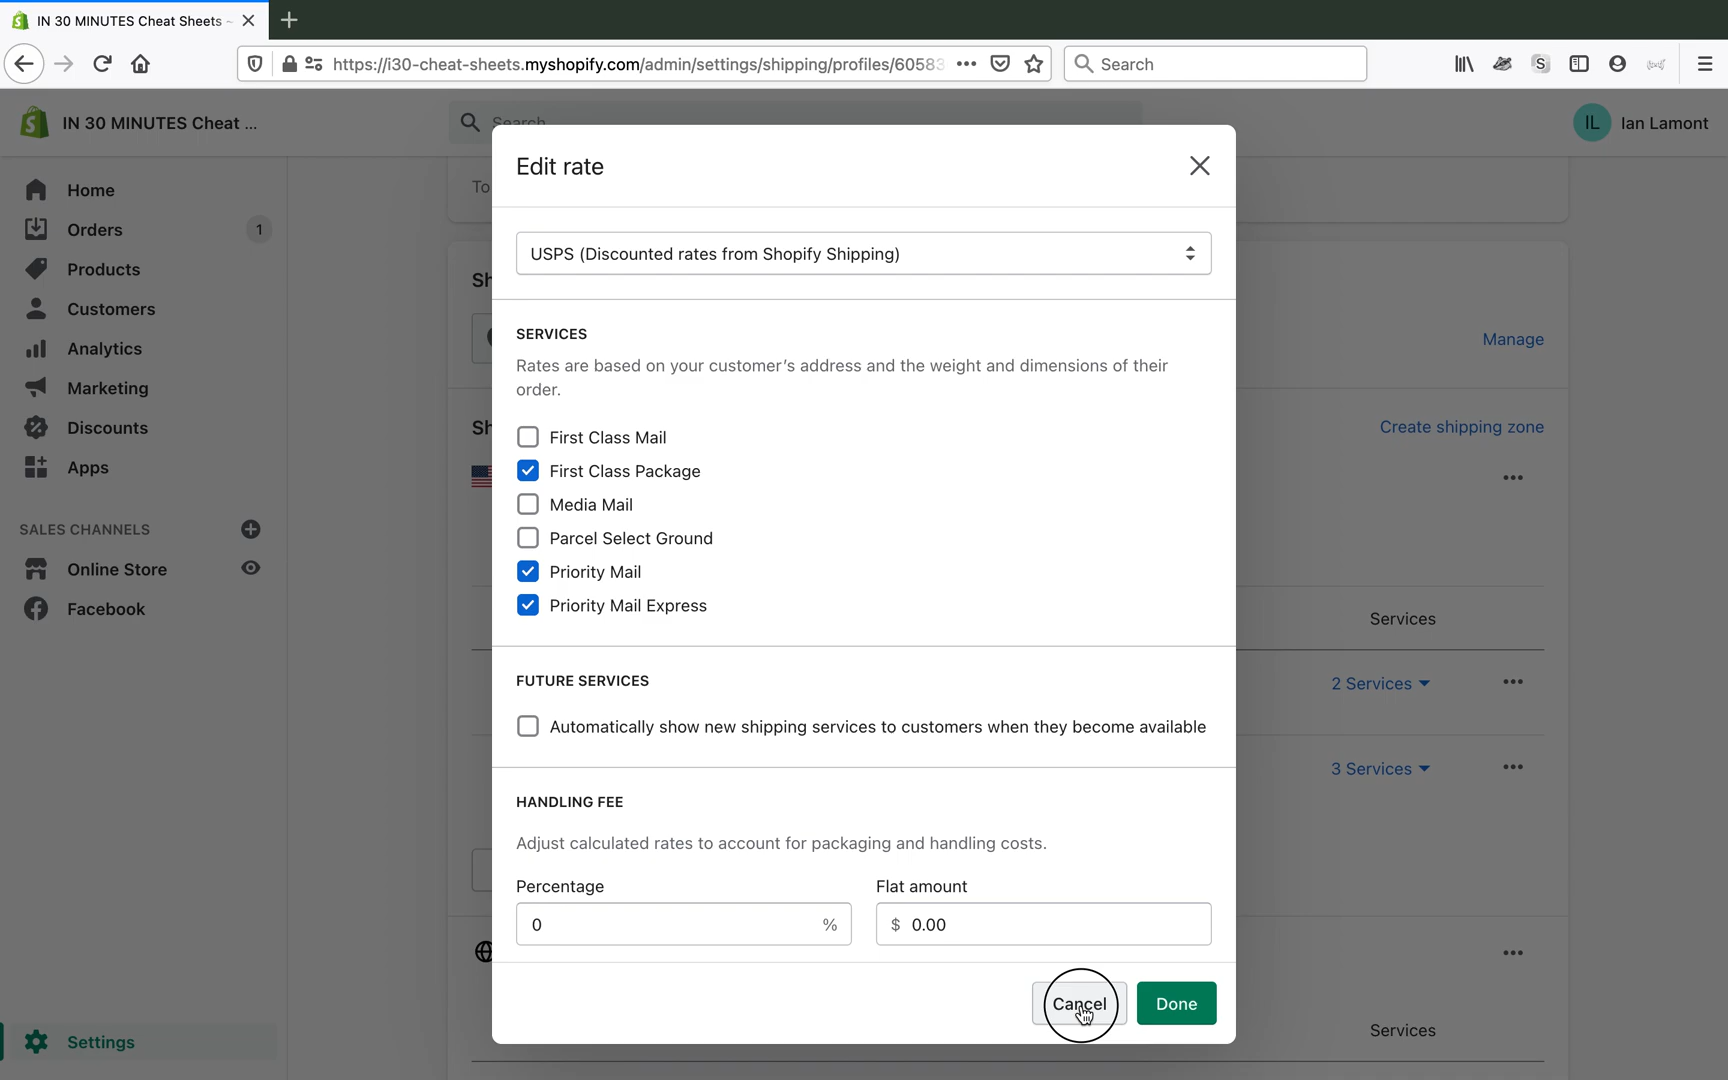 IN 30 MINUTES Cheat Sheets ~
https://i30-cheat-sheets.myshopify.com/admin/settings/shipping/profiles/60583
Search
S
IN 30 MINUTES Cheat ...
Search
IL Ian Lamont
Home
Orders 1
Products
Customers
Analytics
Marketing
Discounts
Apps
SALES CHANNELS
Online Store
Facebook
Settings
To
Sh
Manage
Sh
Create shipping zone
Services
2 Services
3 Services
Services
Edit rate
USPS (Discounted rates from Shopify Shipping)
SERVICES
Rates are based on your customer’s address and the weight and dimensions of their
order.
First Class Mail
First Class Package
Media Mail
Parcel Select Ground
Priority Mail
Priority Mail Express
FUTURE SERVICES
Automatically show new shipping services to customers when they become available
HANDLING FEE
Adjust calculated rates to account for packaging and handling costs.
Percentage Flat amount
0 % $ 0.00
Cancel Done